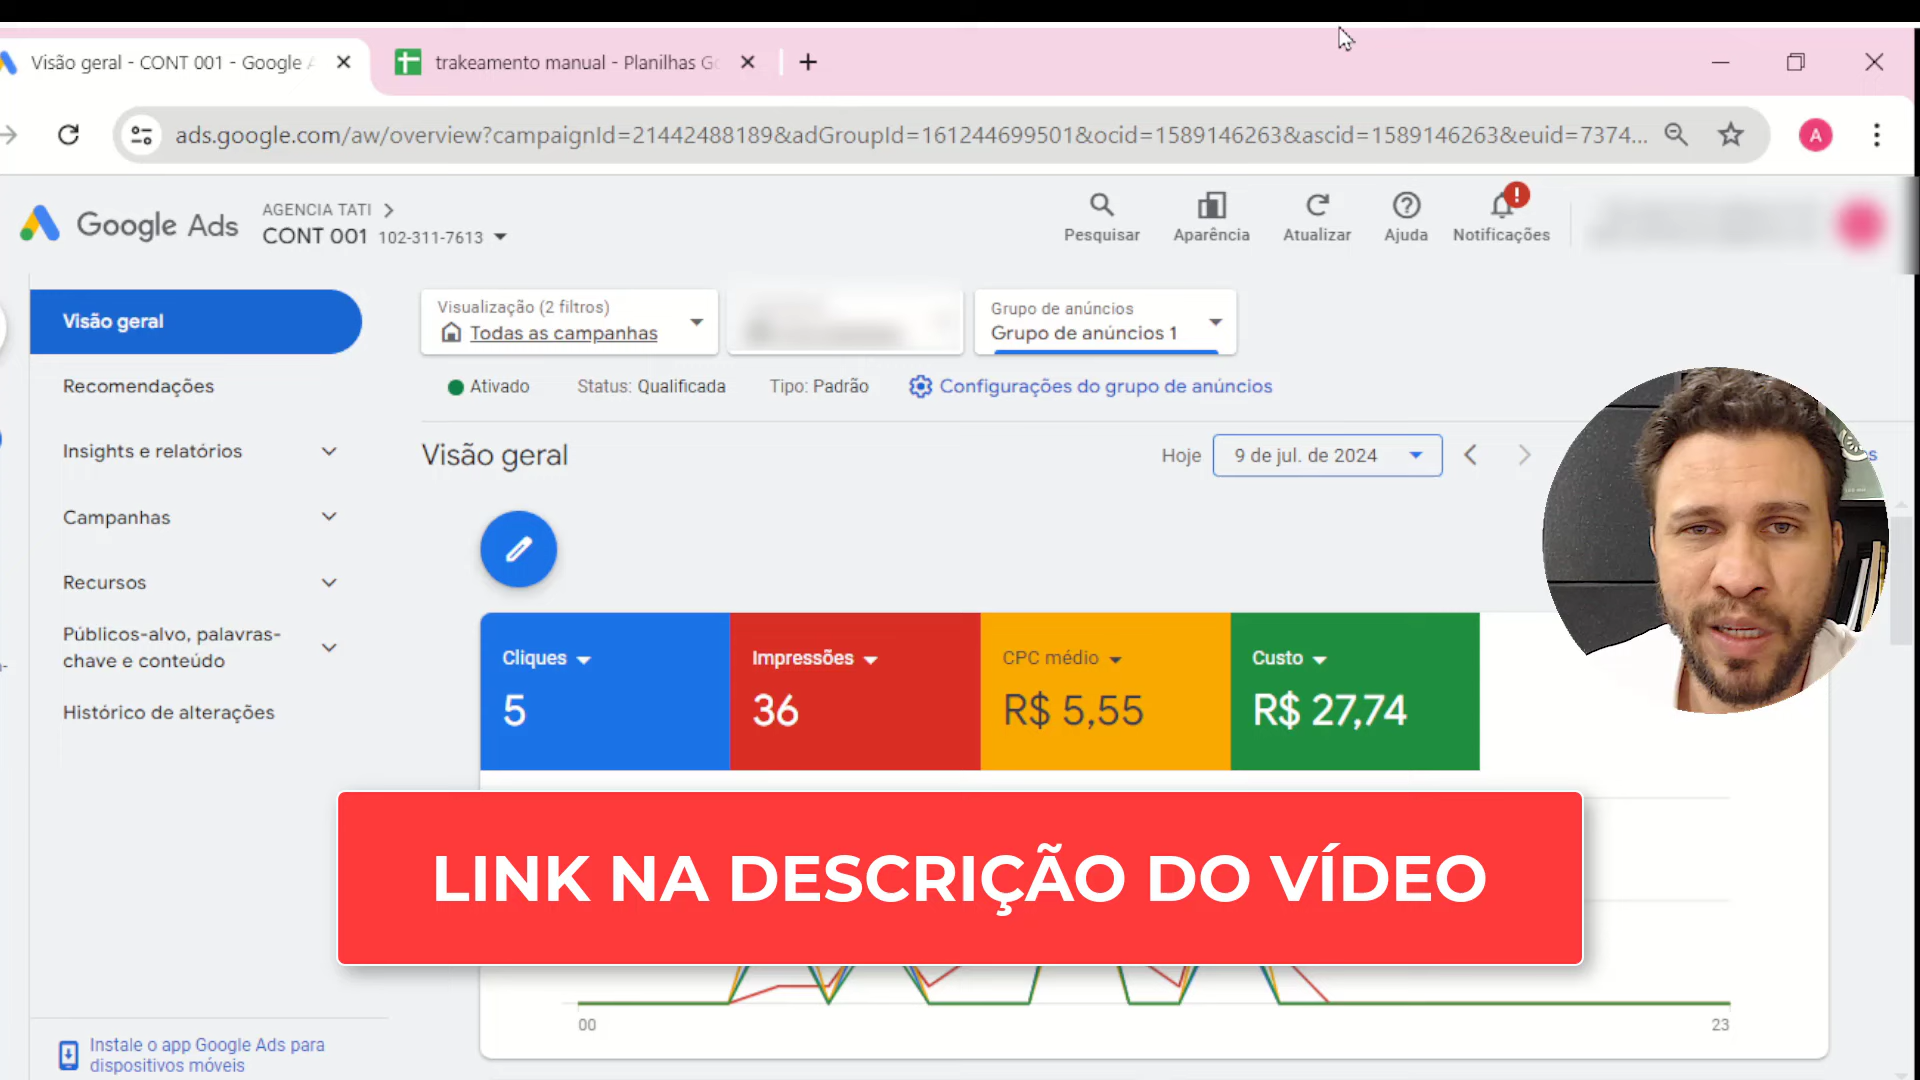 Visão geral - CONT 001 - Google A
trakeamento manual - Planilhas Go
ads.google.com/aw/overview?campaignId=21442488189&adGroupId=161244699501&ocid=1589146263&ascid=1589146263&euid=7374...
A
Google Ads
AGENCIA TATI
CONT 001 102-311-7613
Pesquisar
Aparência
Atualizar
Ajuda
!
Notificações
Visão geral
Recomendações
Insights e relatórios
Campanhas
Recursos
Públicos-alvo, palavras-
chave e conteúdo
Histórico de alterações
Instale o app Google Ads para
dispositivos móveis
Visualização (2 filtros)
Todas as campanhas
Grupo de anúncios
Grupo de anúncios 1
Ativado
Status: Qualificada
Tipo: Padrão
Configurações do grupo de anúncios
Visão geral
Hoje
9 de jul. de 2024
Cliques
5
Impressões
36
CPC médio
R$ 5,55
Custo
R$ 27,74
LINK NA DESCRIÇÃO DO VÍDEO
00
23